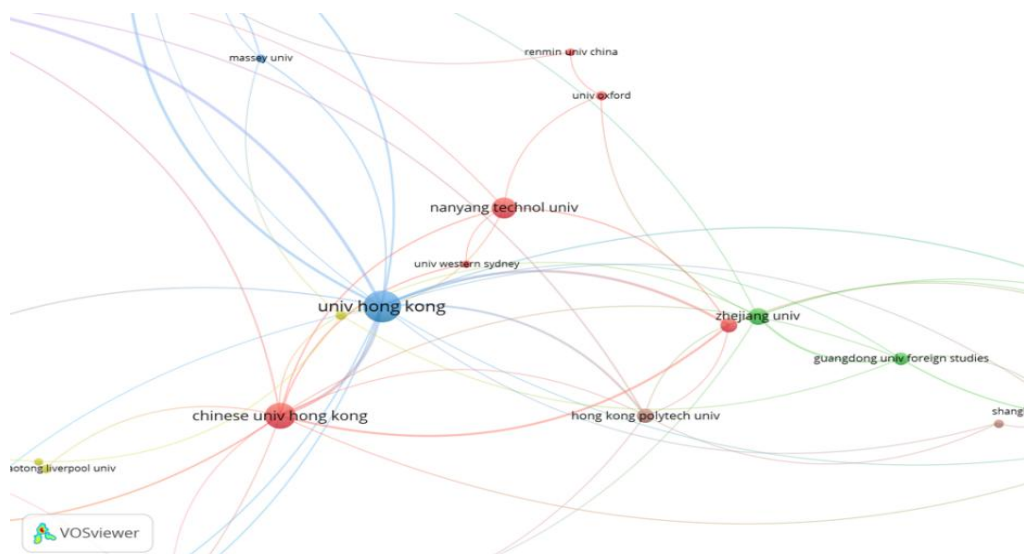 massey univ
renmin univ china
univ oxford
nanyang technol univ
univ western sydney
univ hong kong
zhejiang univ
guangdong univ foreign studies
chinese univ hong kong
hong kong polytech univ
shangl
aotong liverpool univ
VOSviewer